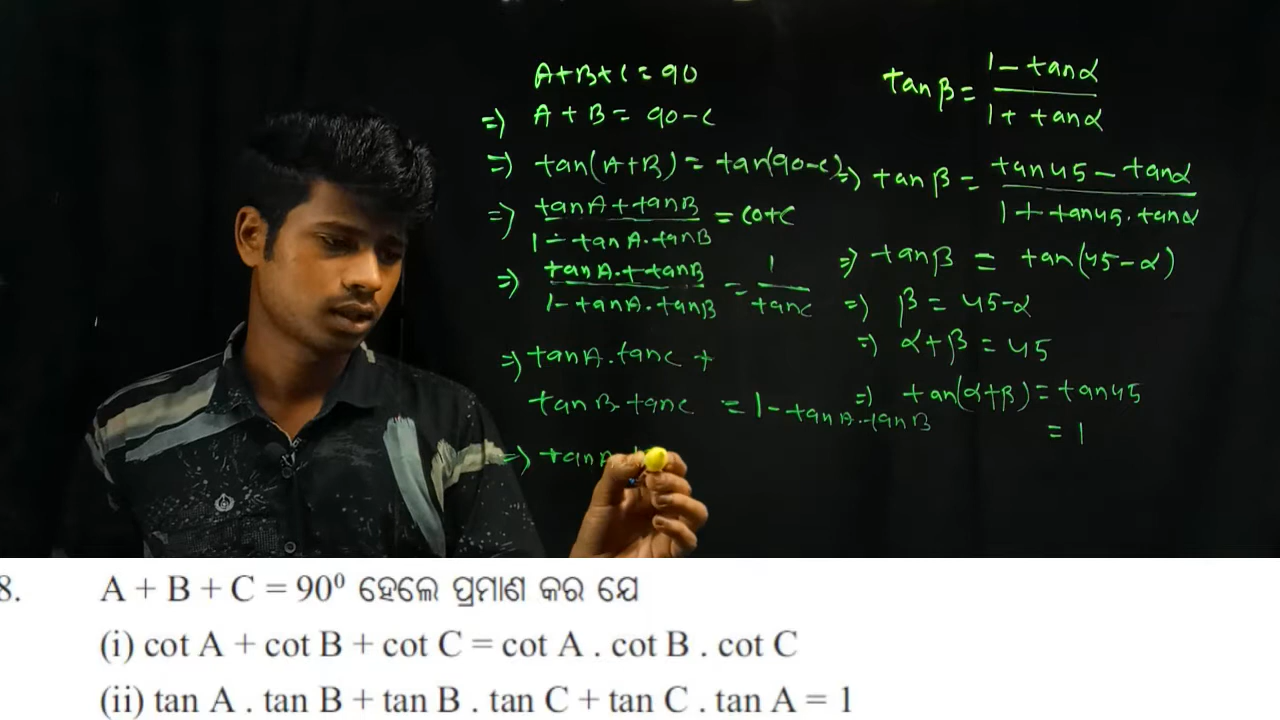 A+B+C = 90
=) A + B = 90-C
=) tan(A+B) = tan(90-C)
=) tanA+tanB / 1 - tanA.tanB = cotC
=) tanA.+tanB / 1 - tanA.tanB = 1 / tanC
=) tanA.tanC +
tanB.tanC = 1- tanA.tanB
=) tanA
tanβ = 1 - tanα / 1 + tanα
=) tanβ = tan45 - tanα / 1 + tan45.tanα
=) tanβ = tan(45-α)
=) β = 45-α
=) α+β = 45
=) tan(α+β) = tan45
= 1
8. A + B + C = 90⁰ ହେଲେ ପ୍ରମାଣ କର ଯେ
(i) cot A + cot B + cot C = cot A . cot B . cot C
(ii) tan A . tan B + tan B . tan C + tan C . tan A = 1